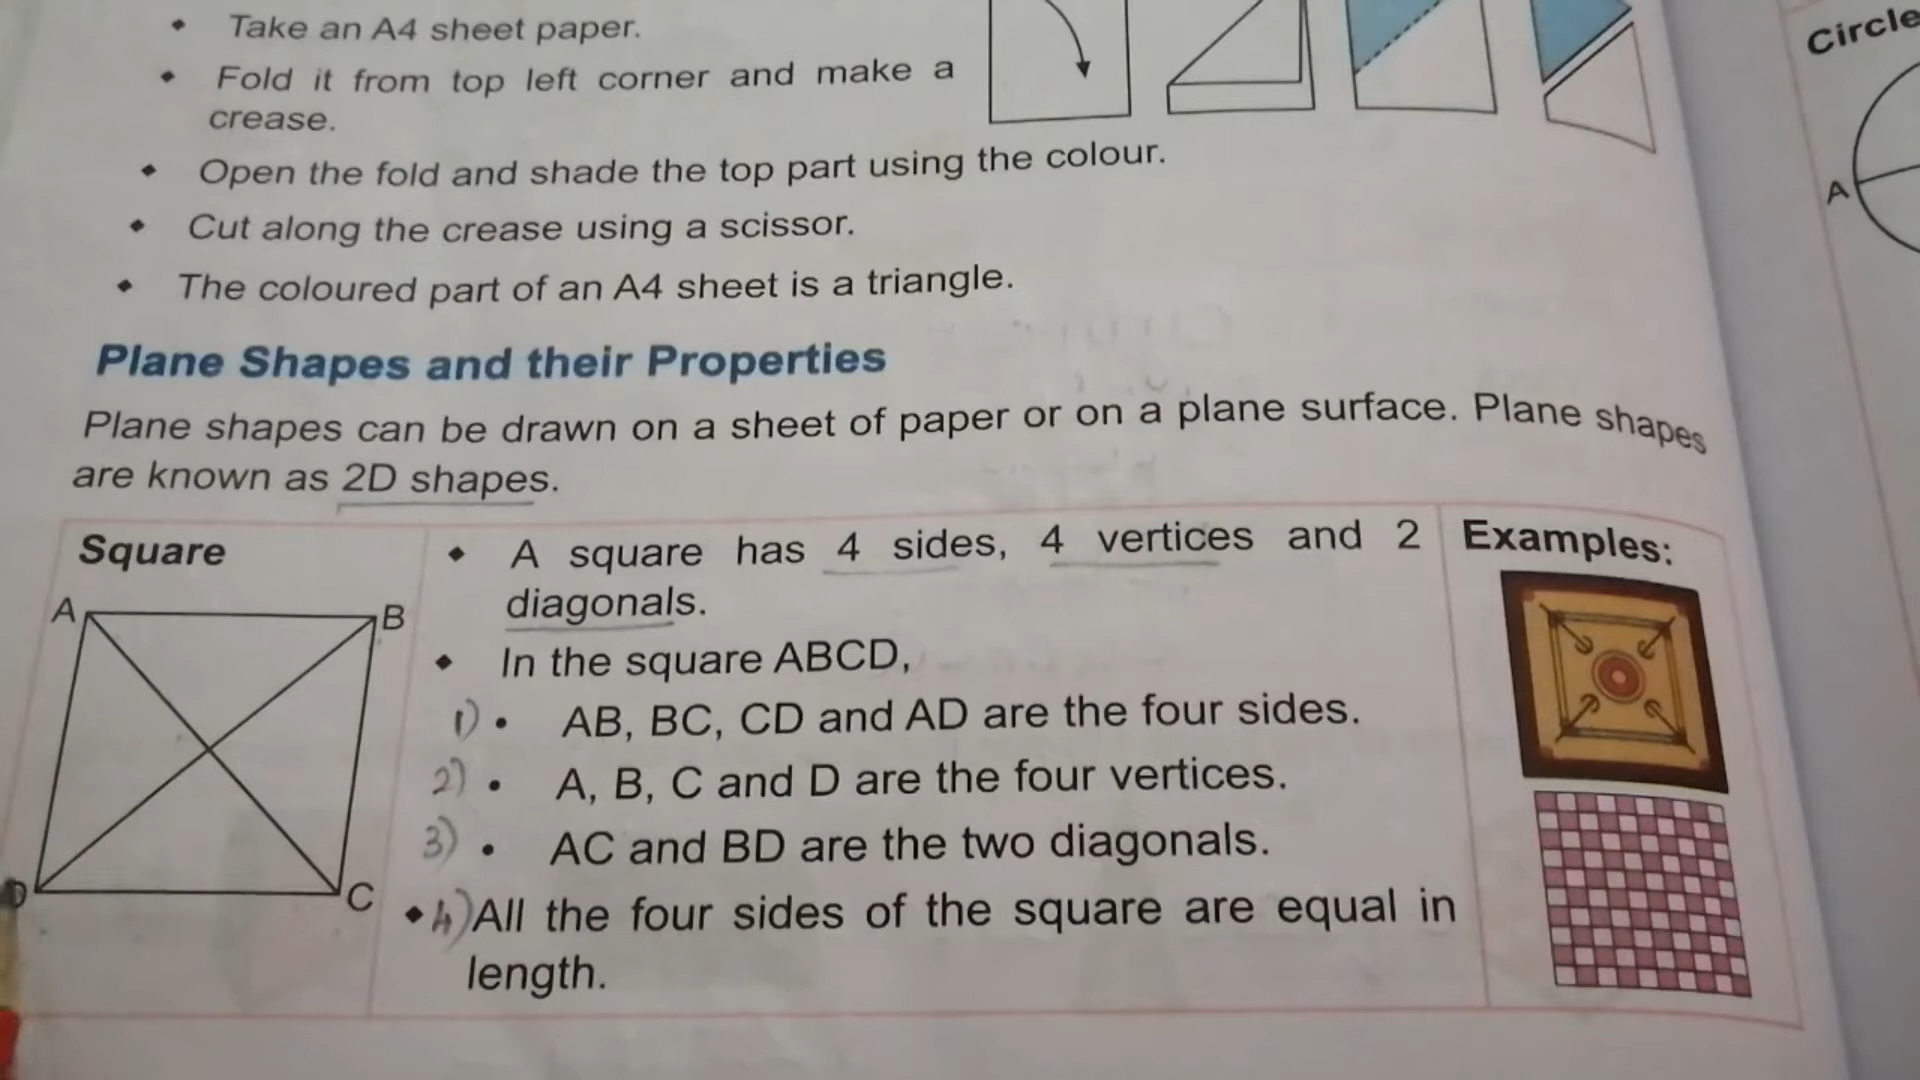 Take an A4 sheet paper.
Fold it from top left corner and make a
crease.
Open the fold and shade the top part using the colour.
Cut along the crease using a scissor.
The coloured part of an A4 sheet is a triangle.
Plane Shapes and their Properties
Plane shapes can be drawn on a sheet of paper or on a plane surface. Plane shapes
are known as 2D shapes.
Square
A
B
D
C
A square has 4 sides, 4 vertices and 2
diagonals.
In the square ABCD,
1) • AB, BC, CD and AD are the four sides.
2) • A, B, C and D are the four vertices.
3) • AC and BD are the two diagonals.
4) All the four sides of the square are equal in
length.
Examples:
Circle
A